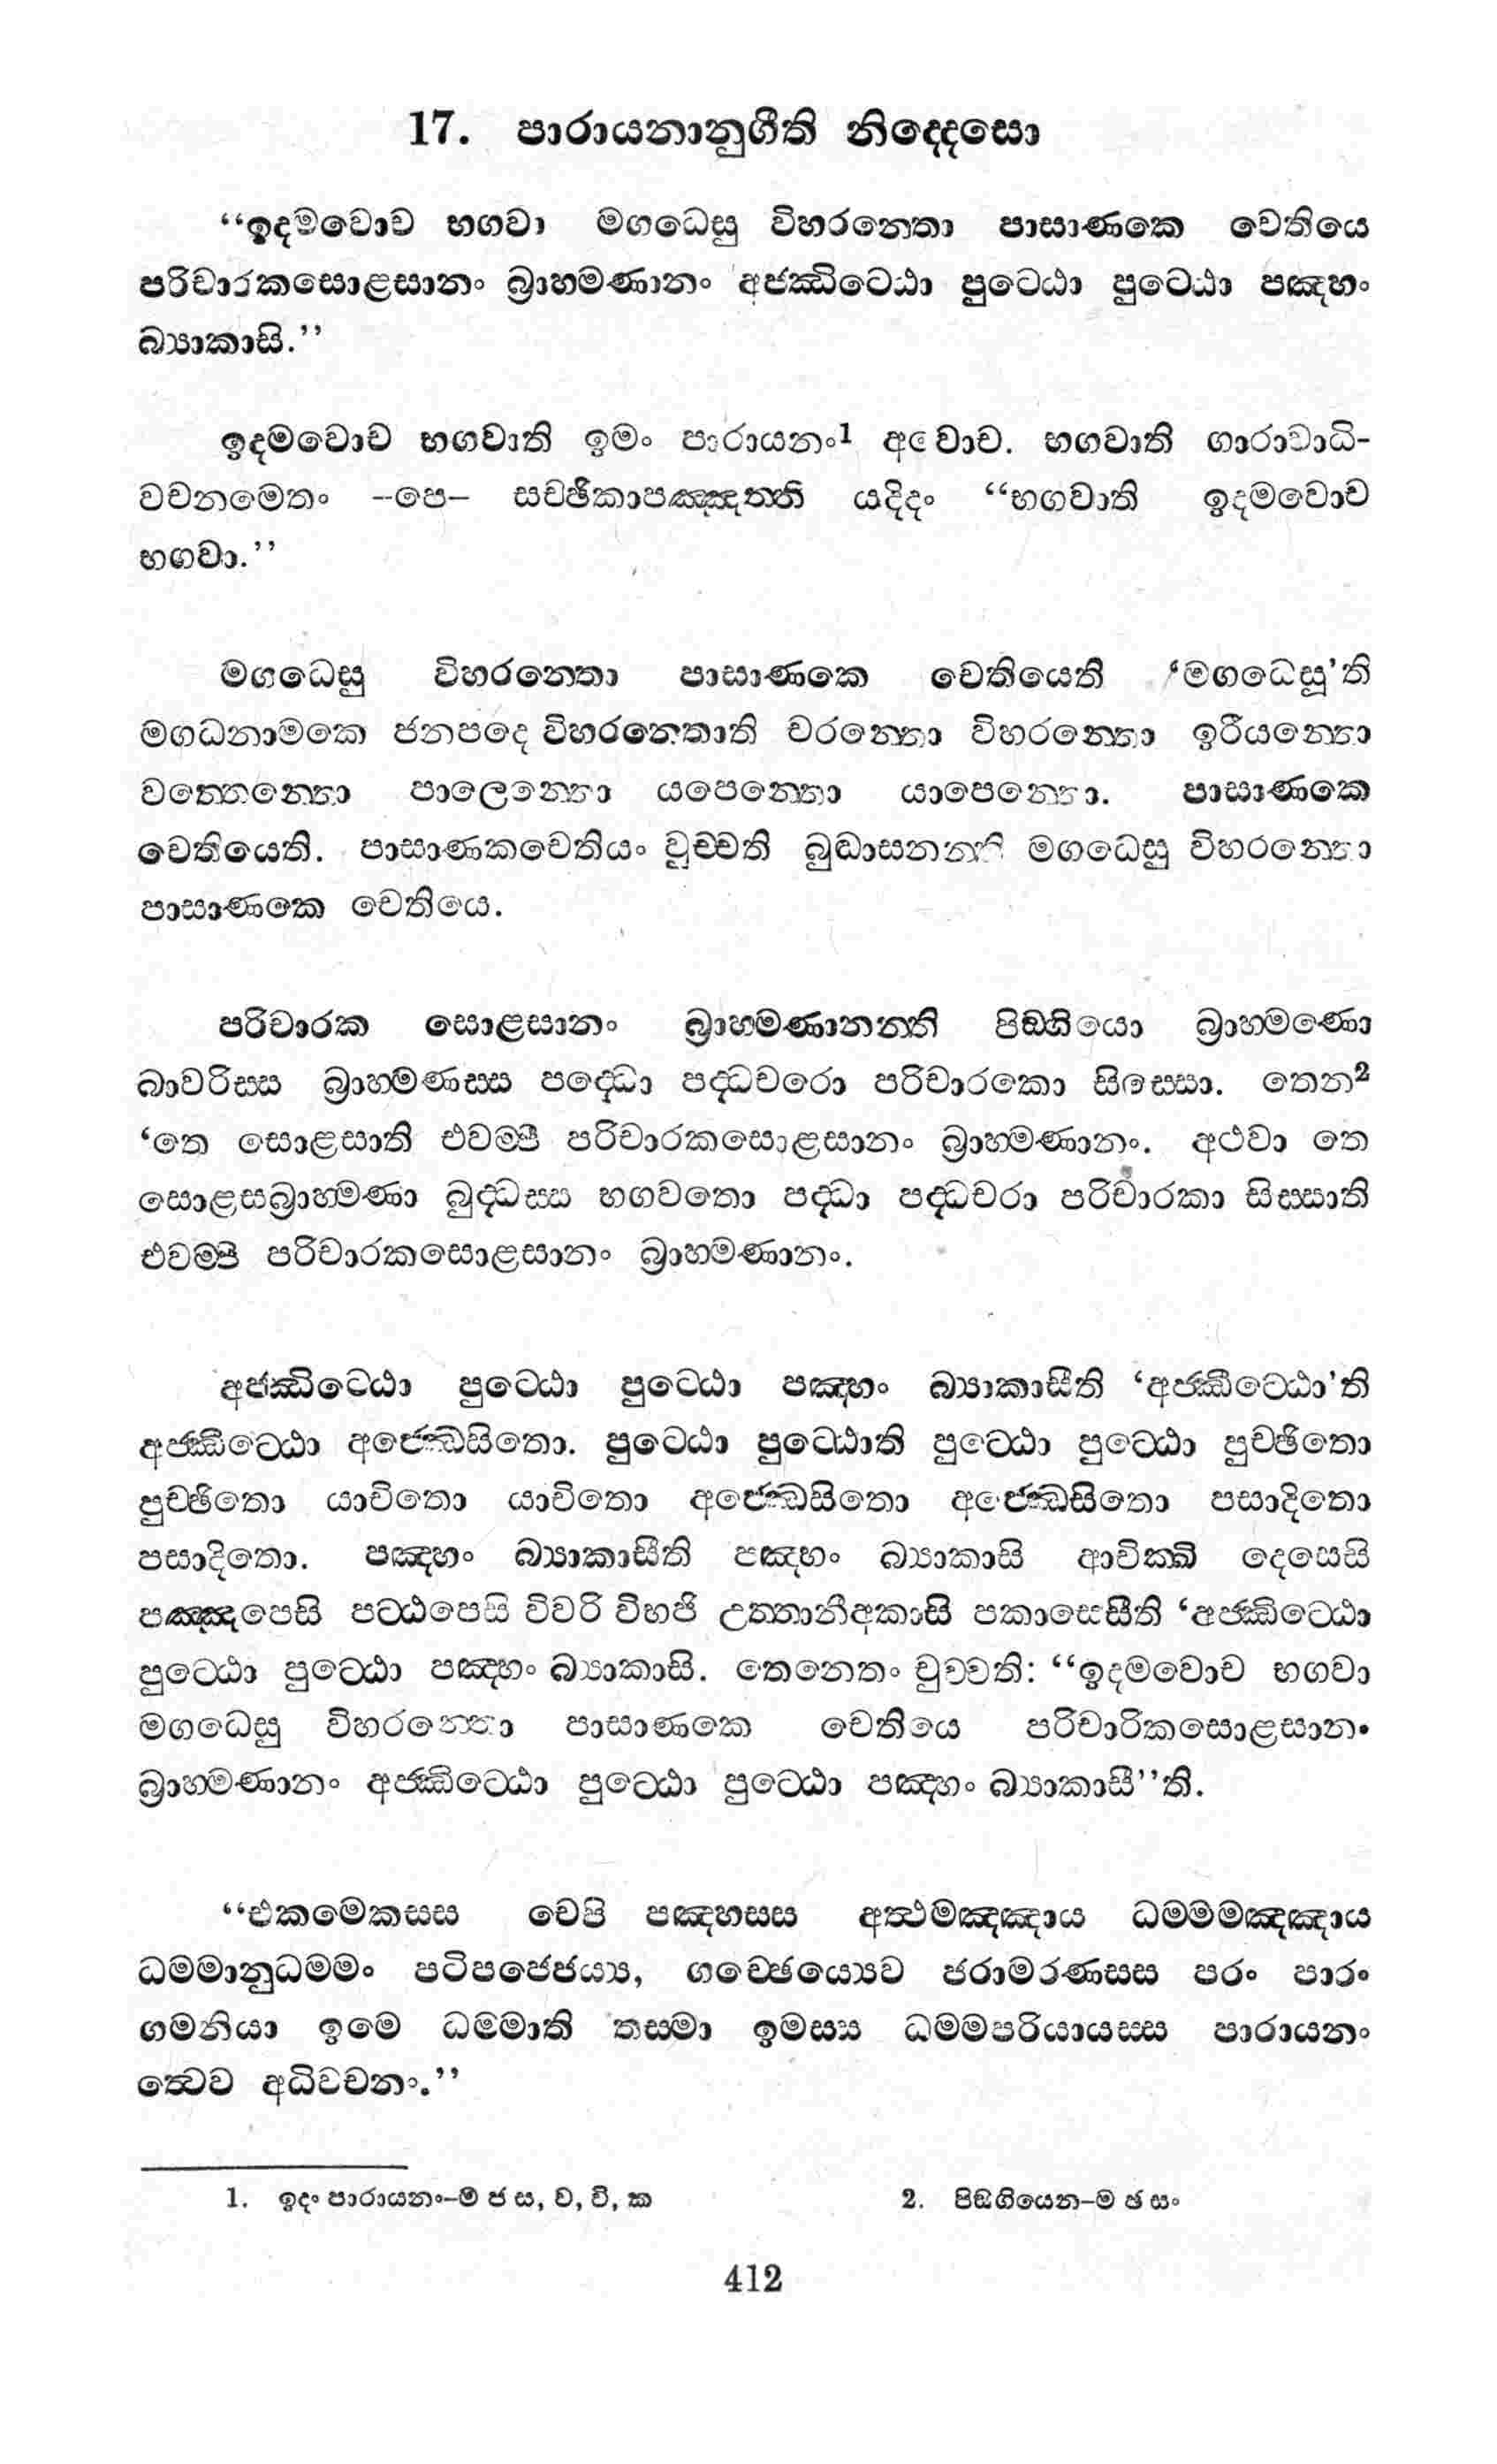 17. පාරායනානුගීති නිද්දෙසො
“ඉදමවොච භගවා මගධෙසු විහරන්තො පාසාණකෙ චෙතියෙ
පරිචාරකසොළසානං බ්‍රාහමණානං අජ්ඣිට්ඨො පුට්ඨො පුට්ඨො පඤ්හං
බ්‍යාකාසි.”
ඉදමවොච භගවාති ඉමං පාරායනං1 අවොච. භගවාති ගාරාවාධි-
වචනමෙතං –පෙ– සච්ඡිකාපඤ්ඤත්ති යදිදං “භගවාති ඉදමවොච
භගවා.”
මගධෙසු විහරන්තො පාසාණකෙ චෙතියෙති ‘මගධෙසූ’ති
මගධනාමකෙ ජනපදෙ විහරන්තොති චරන්තො විහරන්තො ඉරීයන්තො
වත්තෙන්තො පාලෙන්තො යපෙන්තො යාපෙන්තො. පාසාණකෙ
චෙතියෙති. පාසාණකචෙතියං වුච්චති බුද්ධාසනන්ති මගධෙසු විහරන්තො
පාසාණකෙ චෙතියෙ.
පරිචාරක සොළසානං බ්‍රාහමණානන්ති පිඞ්ගියො බ්‍රාහමණො
බාවරිස්ස බ්‍රාහ්මණස්ස පද්ධො පද්ධචරො පරිචාරකො සිස්සො. තෙන2
‘තෙ සොළසාති එවම්පි පරිචාරකසොළසානං බ්‍රාහ්මණානං. අථවා තෙ
සොළසබ්‍රාහ්මණා බුද්ධස්ස භගවතො පද්ධා පද්ධචරා පරිචාරකා සිස්සාති
එවම්පි පරිචාරකසොළසානං බ්‍රාහමණානං.
අජ්ඣිට්ඨො පුට්ඨො පුට්ඨො පඤ්හං බ්‍යාකාසීති ‘අජ්ඣිට්ඨො’ති
අජ්ඣිට්ඨො අජ්ඣෙසිතො. පුට්ඨො පුට්ඨොති පුට්ඨො පුට්ඨො පුච්ඡිතො
පුච්ඡිතො යාචිතො යාචිතො අජ්ඣෙසිතො අජ්ඣෙසිතො පසාදිතො
පසාදිතො. පඤ්හං බ්‍යාකාසීති පඤ්හං බ්‍යාකාසි ආචික්ඛි දෙසෙසි
පඤ්ඤපෙසි පට්ඨපෙසි විවරි විභජි උත්තානීඅකාසි පකාසෙසීති ‘අජ්ඣිට්ඨො
පුට්ඨො පුට්ඨො පඤ්හං බ්‍යාකාසි. තෙනෙතං වුච්චති: “ඉදමවොච භගවා
මගධෙසු විහරන්තො පාසාණකෙ චෙතියෙ පරිචාරිකසොළසානං
බ්‍රාහ්මණානං අජ්ඣිට්ඨො පුට්ඨො පුට්ඨො පඤ්හං බ්‍යාකාසී”ති.
“එකමෙකස්ස චෙපි පඤ්හස්ස අත්ථමඤ්ඤාය ධම්මමඤ්ඤාය
ධම්මානුධම්මං පටිපජ්ජෙය්‍ය, ගච්ඡෙය්‍යෙව ජරාමරණස්ස පරං පාරං
ගමනියා ඉමෙ ධම්මාති තස්මා ඉමස්ස ධම්මපරියායස්ස පාරායනං
ත්වෙව අධිවචනං.”
1. ඉදං පාරායනං–ම ජ ස, ව, වි, ක
2. පිඞ්ගියෙන–ම ඡ සං
412